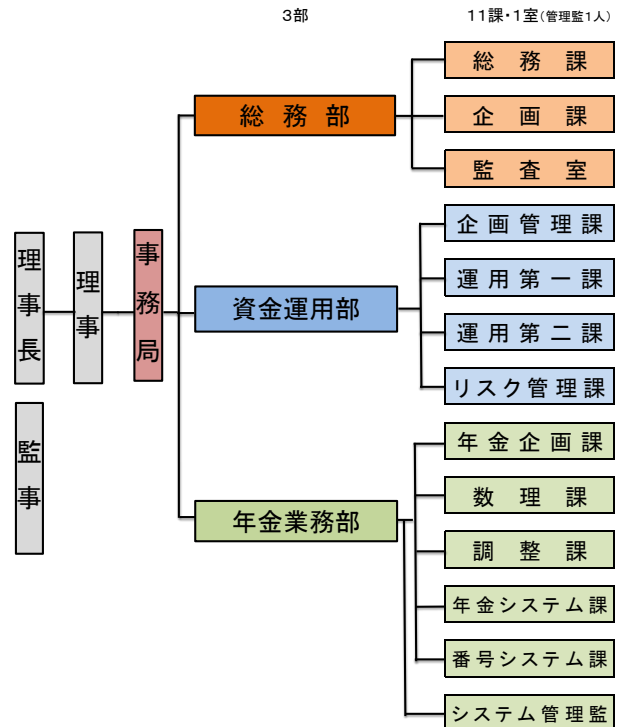 3部
11課・1室(管理監1人)
理事長
理事
事務局
監事
総務部
総務課
企画課
監査室
資金運用部
企画管理課
運用第一課
運用第二課
リスク管理課
年金業務部
年金企画課
数理課
調整課
年金システム課
番号システム課
システム管理監